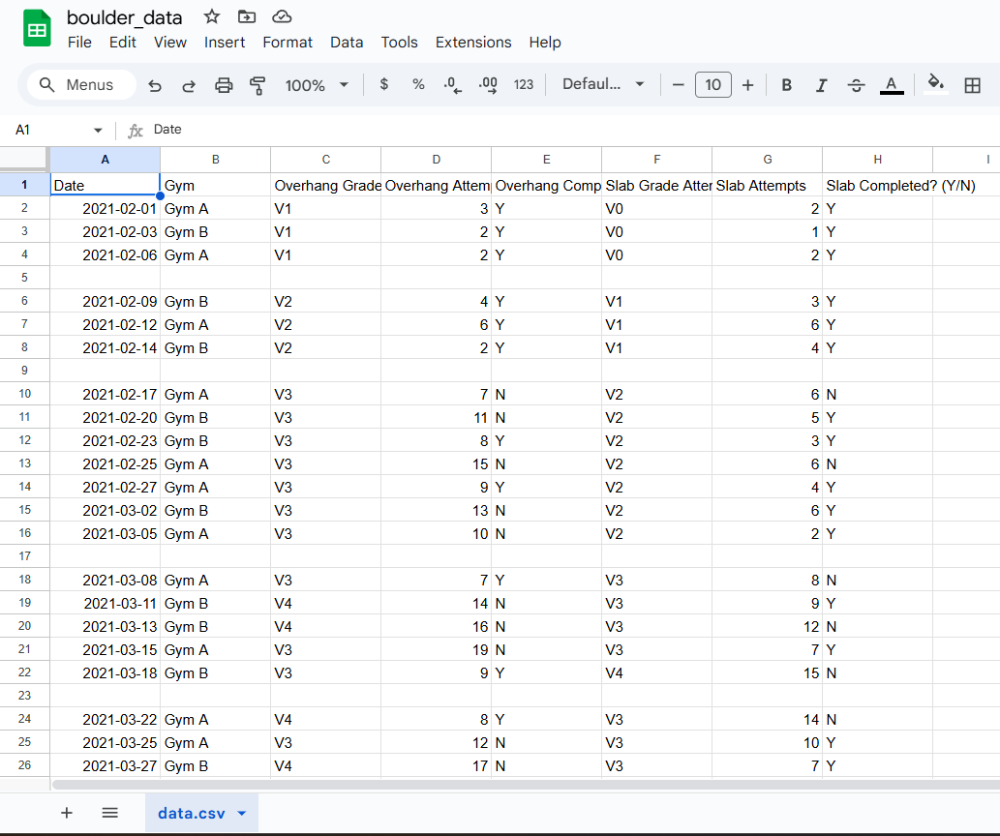 boulder_data
File Edit View Insert Format Data Tools Extensions Help
Menus 100% $ % .0 .00 123 Defaul... 10 B I A
A1 fx Date
A B C D E F G H I
1 Date Gym Overhang Grade Overhang Attem Overhang Comp Slab Grade Atter Slab Attempts Slab Completed? (Y/N)
2 2021-02-01 Gym A V1 3 Y V0 2 Y
3 2021-02-03 Gym B V1 2 Y V0 1 Y
4 2021-02-06 Gym A V1 2 Y V0 2 Y
5
6 2021-02-09 Gym B V2 4 Y V1 3 Y
7 2021-02-12 Gym A V2 6 Y V1 6 Y
8 2021-02-14 Gym B V2 2 Y V1 4 Y
9
10 2021-02-17 Gym A V3 7 N V2 6 N
11 2021-02-20 Gym B V3 11 N V2 5 Y
12 2021-02-23 Gym B V3 8 Y V2 3 Y
13 2021-02-25 Gym A V3 15 N V2 6 N
14 2021-02-27 Gym A V3 9 Y V2 4 Y
15 2021-03-02 Gym B V3 13 N V2 6 Y
16 2021-03-05 Gym A V3 10 N V2 2 Y
17
18 2021-03-08 Gym A V3 7 Y V3 8 N
19 2021-03-11 Gym B V4 14 N V3 9 Y
20 2021-03-13 Gym B V4 16 N V3 12 N
21 2021-03-15 Gym A V3 19 N V3 7 Y
22 2021-03-18 Gym B V3 9 Y V4 15 N
23
24 2021-03-22 Gym A V4 8 Y V3 14 N
25 2021-03-25 Gym A V3 12 N V3 10 Y
26 2021-03-27 Gym B V4 17 N V3 7 Y
data.csv